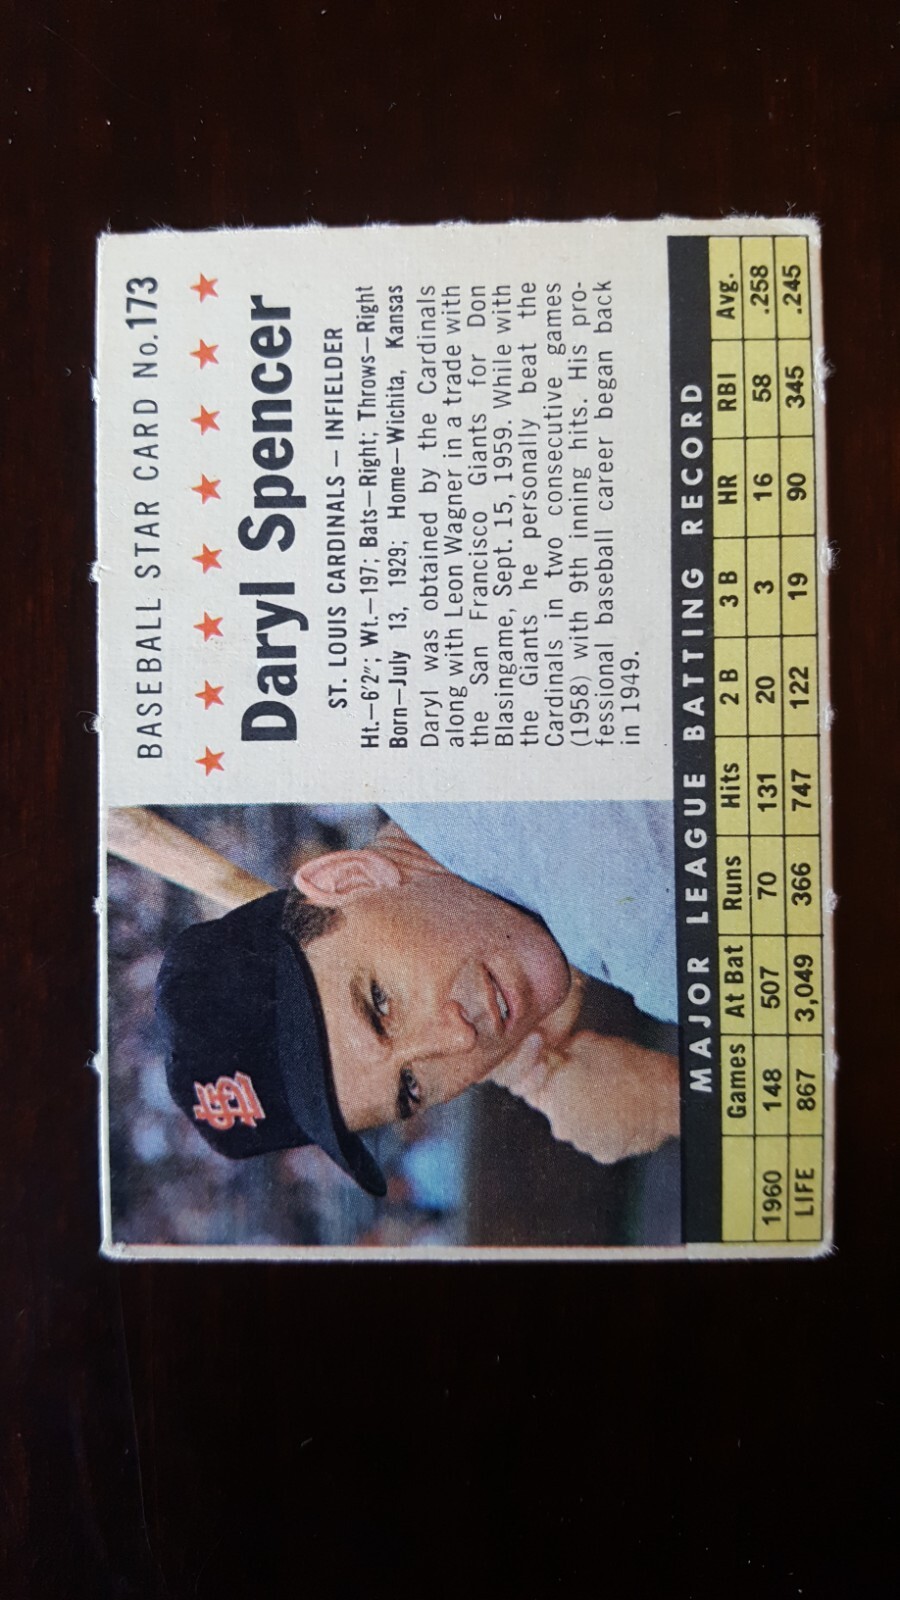 BASEBALL STAR CARD No.173
Daryl Spencer
ST. LOUIS CARDINALS – INFIELDER
Ht.–6'2"; Wt.–197; Bats–Right; Throws–Right
Born–July 13, 1929; Home–Wichita, Kansas
Daryl was obtained by the Cardinals
along with Leon Wagner in a trade with
the San Francisco Giants for Don
Blasingame, Sept. 15, 1959. While with
the Giants he personally beat the
Cardinals in two consecutive games
(1958) with 9th inning hits. His pro-
fessional baseball career began back
in 1949.
StL
MAJOR LEAGUE BATTING RECORD
Games At Bat Runs Hits 2 B 3 B HR RBI Avg.
1960 148 507 70 131 20 3 16 58 .258
LIFE 867 3,049 366 747 122 19 90 345 .245